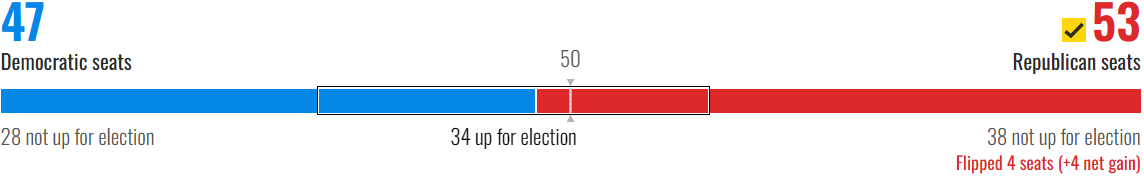 47
53
Democratic seats
50
Republican seats
28 not up for election
34 up for election
38 not up for election
Flipped 4 seats (+4 net gain)